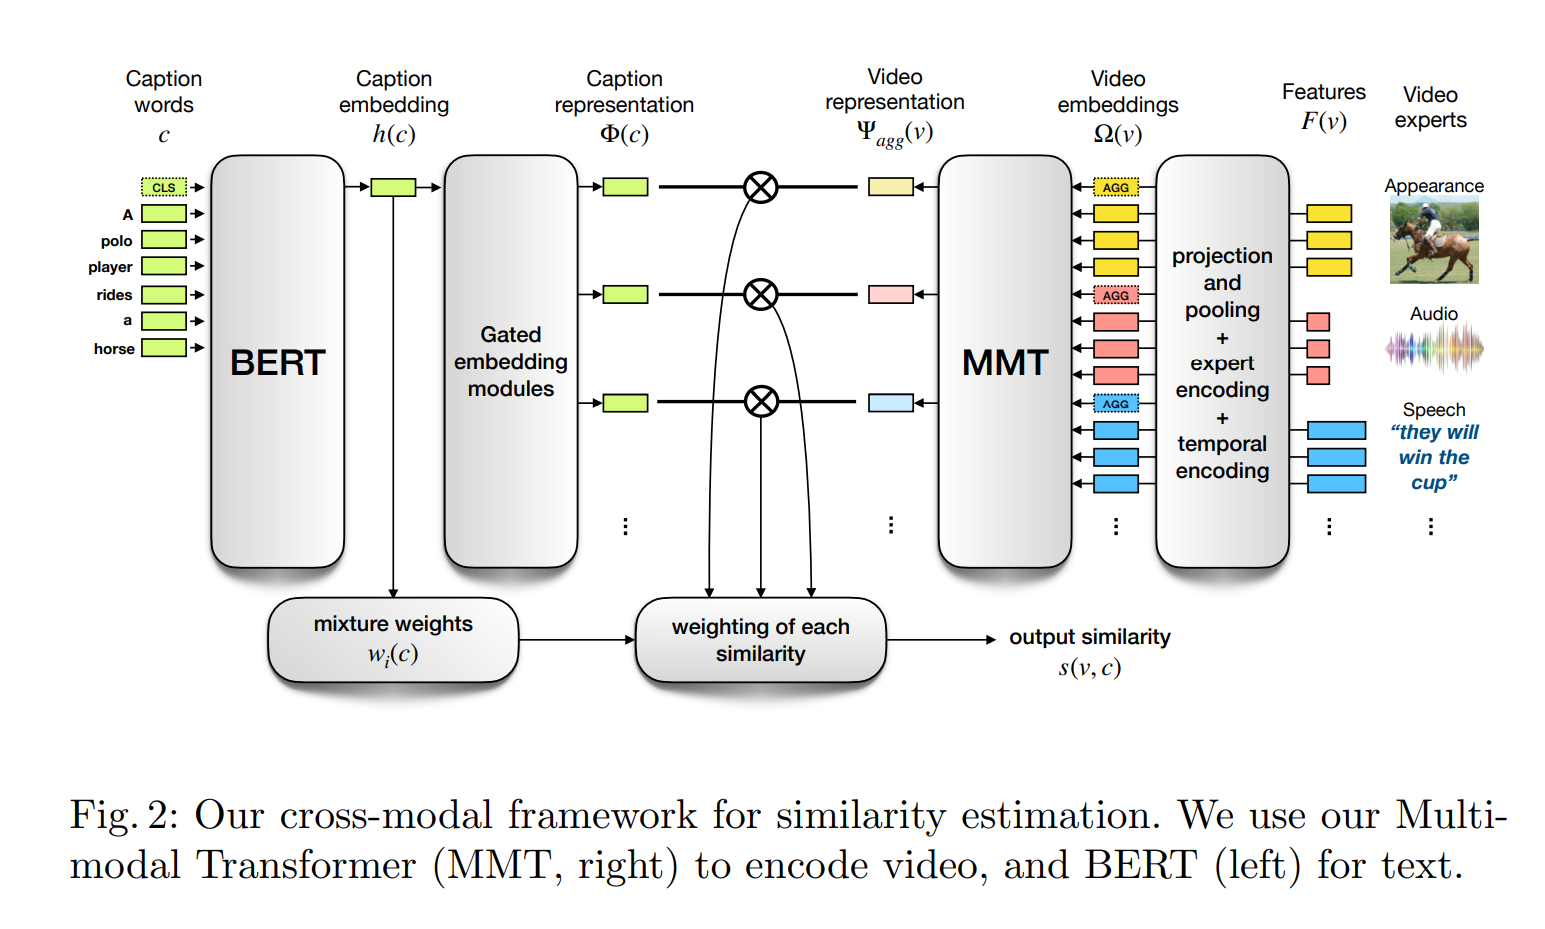 Caption
words
c
Caption
embedding
h(c)
Caption
representation
Φ(c)
Video
representation
Ψagg(v)
Video
embeddings
Ω(v)
Features
F(v)
Video
experts
CLS
A
polo
player
rides
a
horse
BERT
Gated
embedding
modules
MMT
AGG
AGG
AGG
projection
and
pooling
+
expert
encoding
+
temporal
encoding
Appearance
Audio
Speech
“they will
win the
cup”
...
...
...
...
...
mixture weights
wi(c)
weighting of each
similarity
output similarity
s(v, c)
Fig. 2: Our cross-modal framework for similarity estimation. We use our Multi-
modal Transformer (MMT, right) to encode video, and BERT (left) for text.